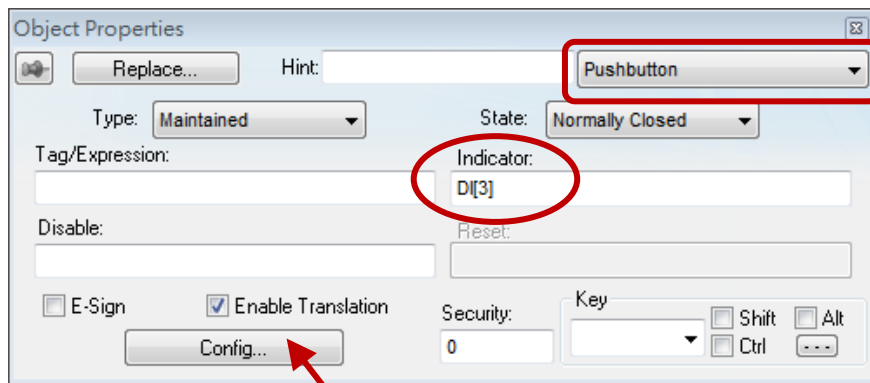 Object Properties
Replace... Hint: Pushbutton
Type: Maintained State: Normally Closed
Tag/Expression: Indicator:
DI[3]
Disable: Reset:
E-Sign Enable Translation Security: Key
Shift Alt
Config... 0 Ctrl ...